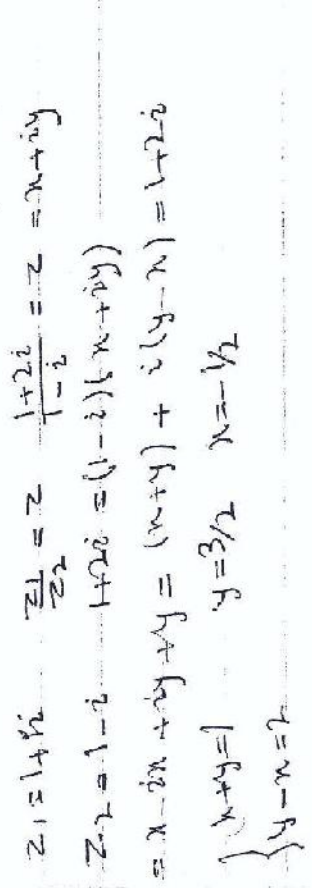 z1 = 1+2i   z1/z2 = z   (1+2i)/(1-i) = z = x+iy
z2 = 1-i   1+2i = (1-i)(x+iy)
= x - ix + iy + y = (x+y) + i(y-x) = 1+2i
{ x+y=1   y=3/2   x=-1/2
y-x=2